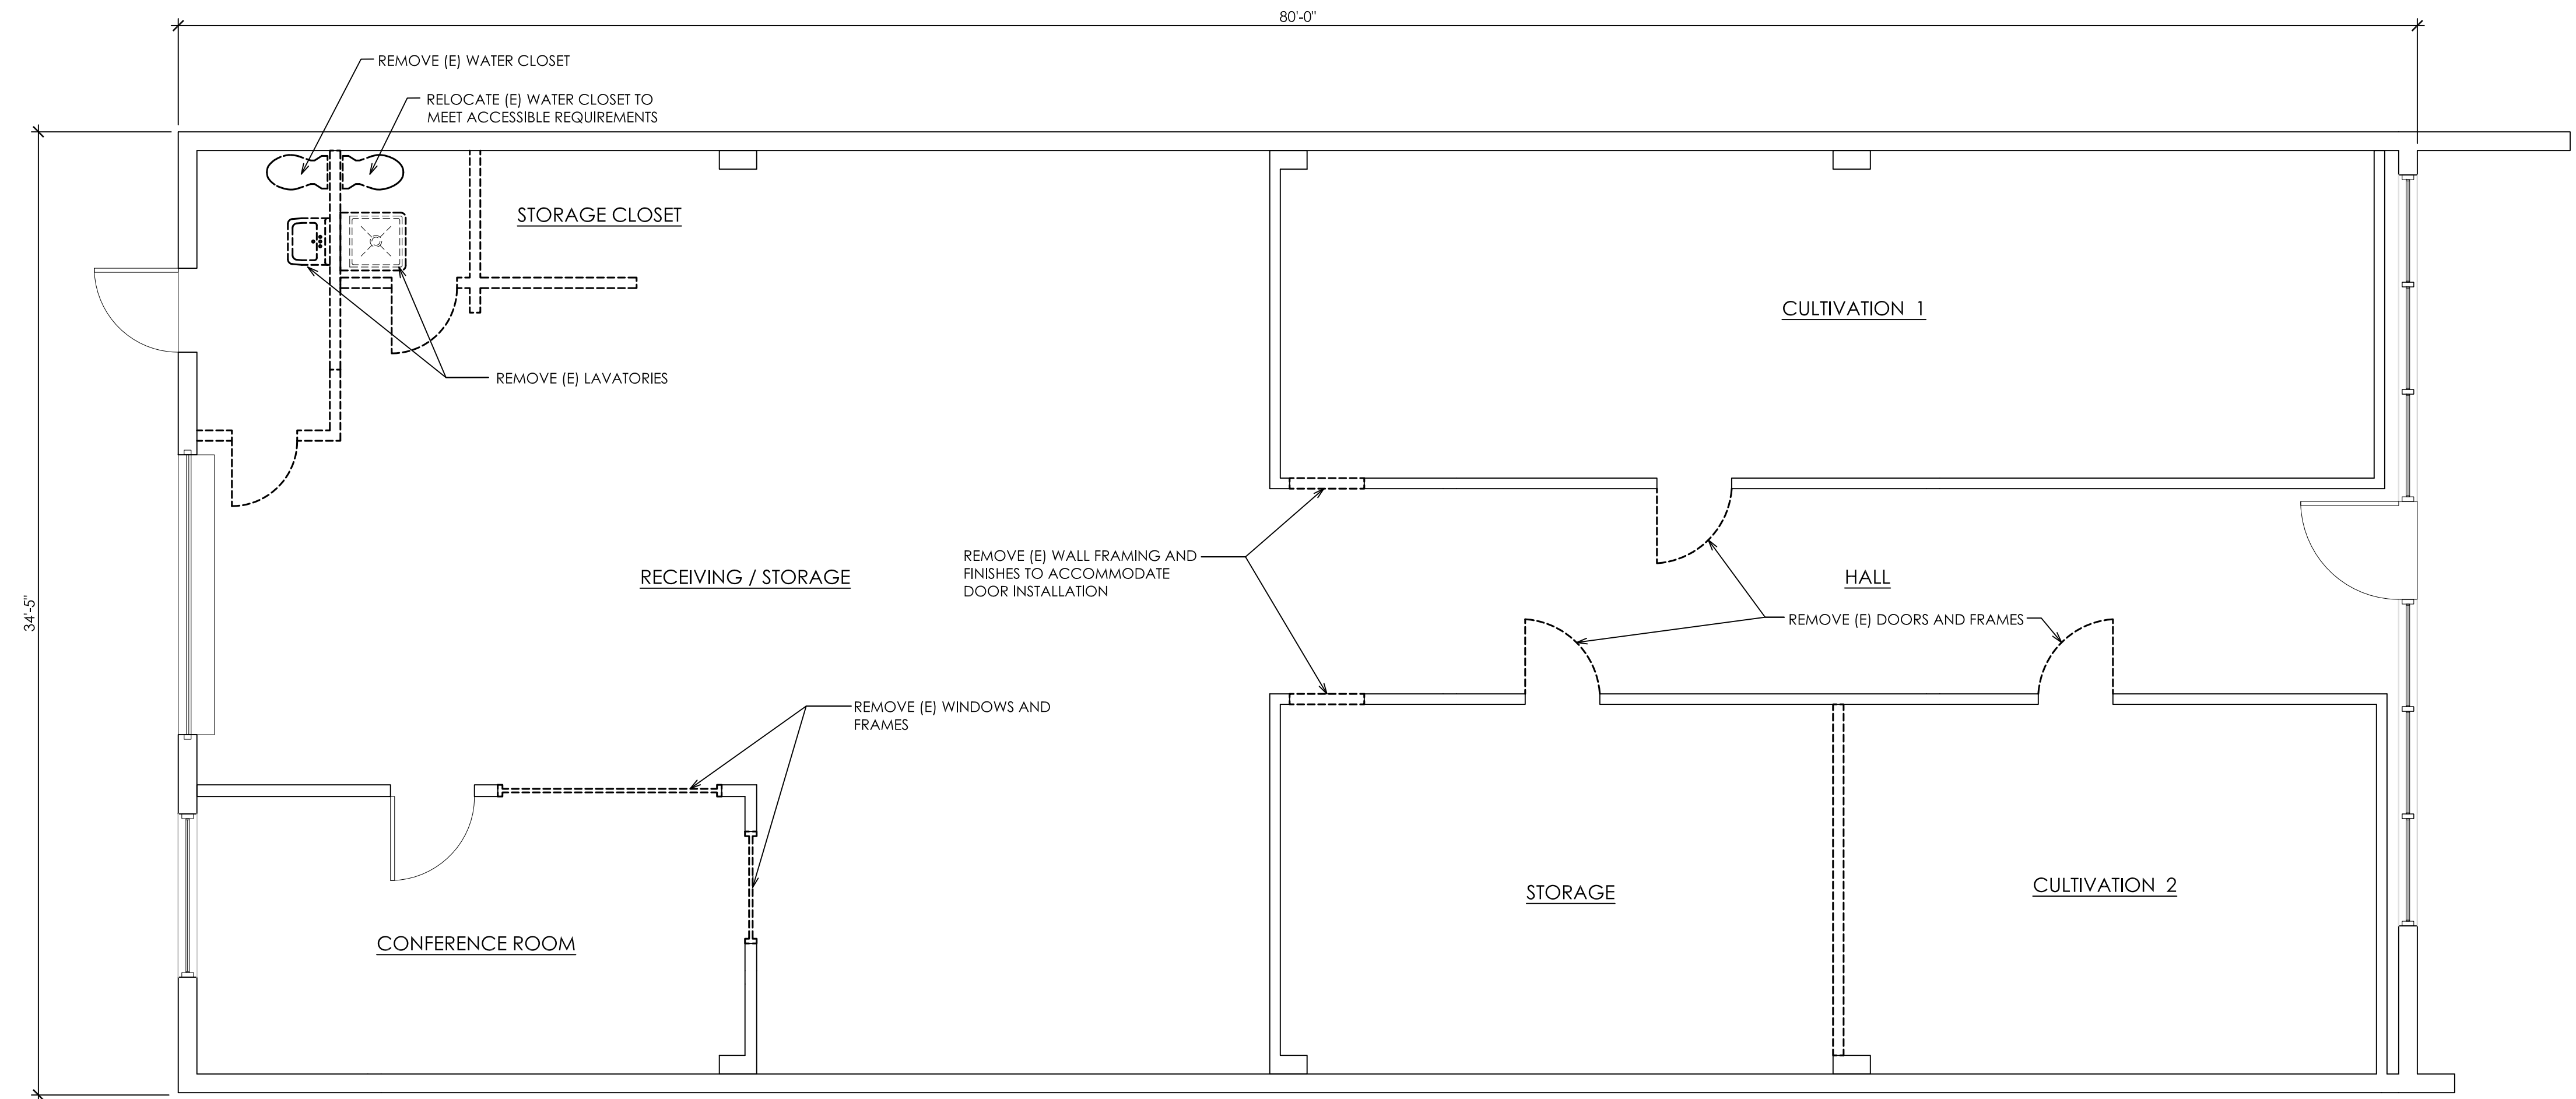 80'-0"
REMOVE (E) WATER CLOSET
RELOCATE (E) WATER CLOSET TO
MEET ACCESSIBLE REQUIREMENTS
STORAGE CLOSET
CULTIVATION 1
REMOVE (E) LAVATORIES
REMOVE (E) WALL FRAMING AND
FINISHES TO ACCOMMODATE
DOOR INSTALLATION
RECEIVING / STORAGE
HALL
34'-5"
REMOVE (E) DOORS AND FRAMES
REMOVE (E) WINDOWS AND
FRAMES
STORAGE
CULTIVATION 2
CONFERENCE ROOM